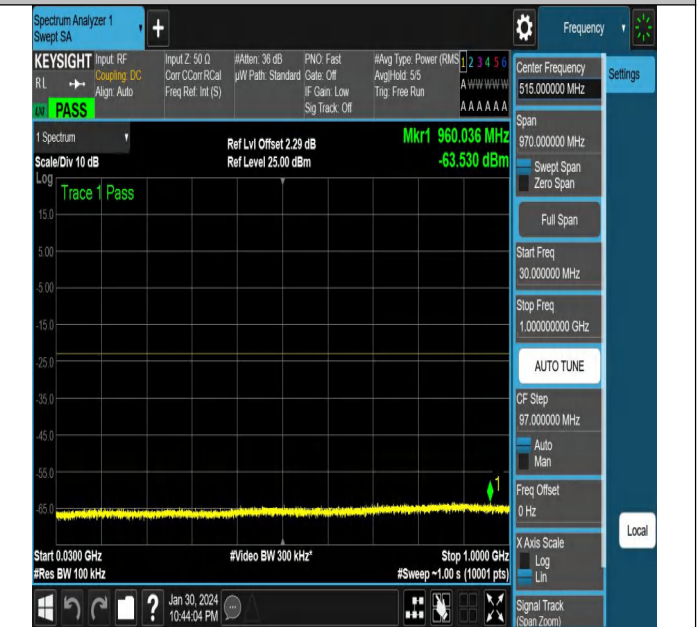 Spectrum Analyzer 1
Swept SA
+
Frequency
KEYSIGHT
RL
LXI PASS
Input: RF
Coupling: DC
Align: Auto
Input Z: 50 Ω
Corr CCorr RCal
Freq Ref: Int (S)
#Atten: 36 dB
µW Path: Standard
PNO: Fast
Gate: Off
IF Gain: Low
Sig Track: Off
#Avg Type: Power (RMS
Avg|Hold: 5/5
Trig: Free Run
1 2 3 4 5 6
A W W W W W
A A A A A A
1 Spectrum
Scale/Div 10 dB
Ref Lvl Offset 2.29 dB
Ref Level 25.00 dBm
Mkr1 960.036 MHz
-63.530 dBm
Log
Trace 1 Pass
15.0
5.00
-5.00
-15.0
-25.0
-35.0
-45.0
-55.0
1
-65.0
Start 0.0300 GHz
#Res BW 100 kHz
#Video BW 300 kHz*
Stop 1.0000 GHz
#Sweep ~1.00 s (10001 pts)
?
Jan 30, 2024
10:44:04 PM
Center Frequency
515.000000 MHz
Span
970.000000 MHz
Swept Span
Zero Span
Full Span
Start Freq
30.000000 MHz
Stop Freq
1.000000000 GHz
AUTO TUNE
CF Step
97.000000 MHz
Auto
Man
Freq Offset
0 Hz
X Axis Scale
Log
Lin
Signal Track
(Span Zoom)
Settings
Local